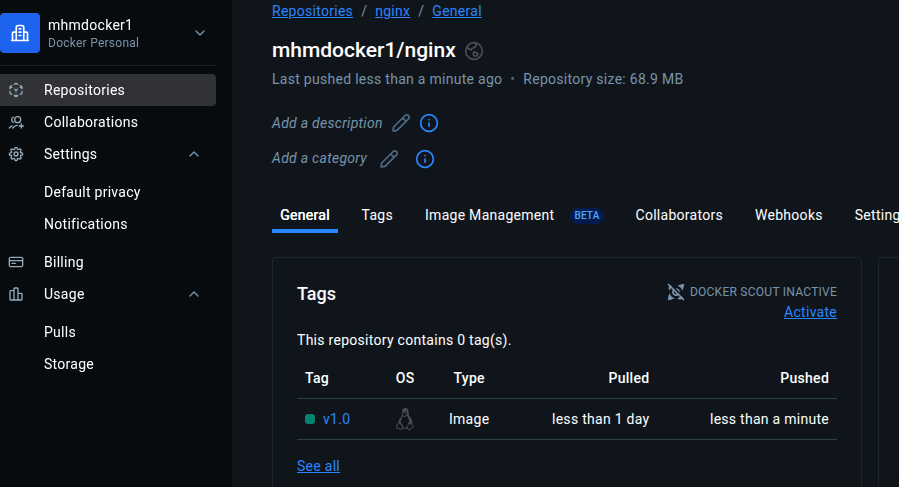 mhmdocker1
Docker Personal
Repositories
Collaborations
Settings
Default privacy
Notifications
Billing
Usage
Pulls
Storage
Repositories / nginx / General
mhmdocker1/nginx
Last pushed less than a minute ago • Repository size: 68.9 MB
Add a description
Add a category
General Tags Image Management BETA Collaborators Webhooks Setting
Tags
DOCKER SCOUT INACTIVE
Activate
This repository contains 0 tag(s).
Tag OS Type Pulled Pushed
v1.0 Image less than 1 day less than a minute
See all